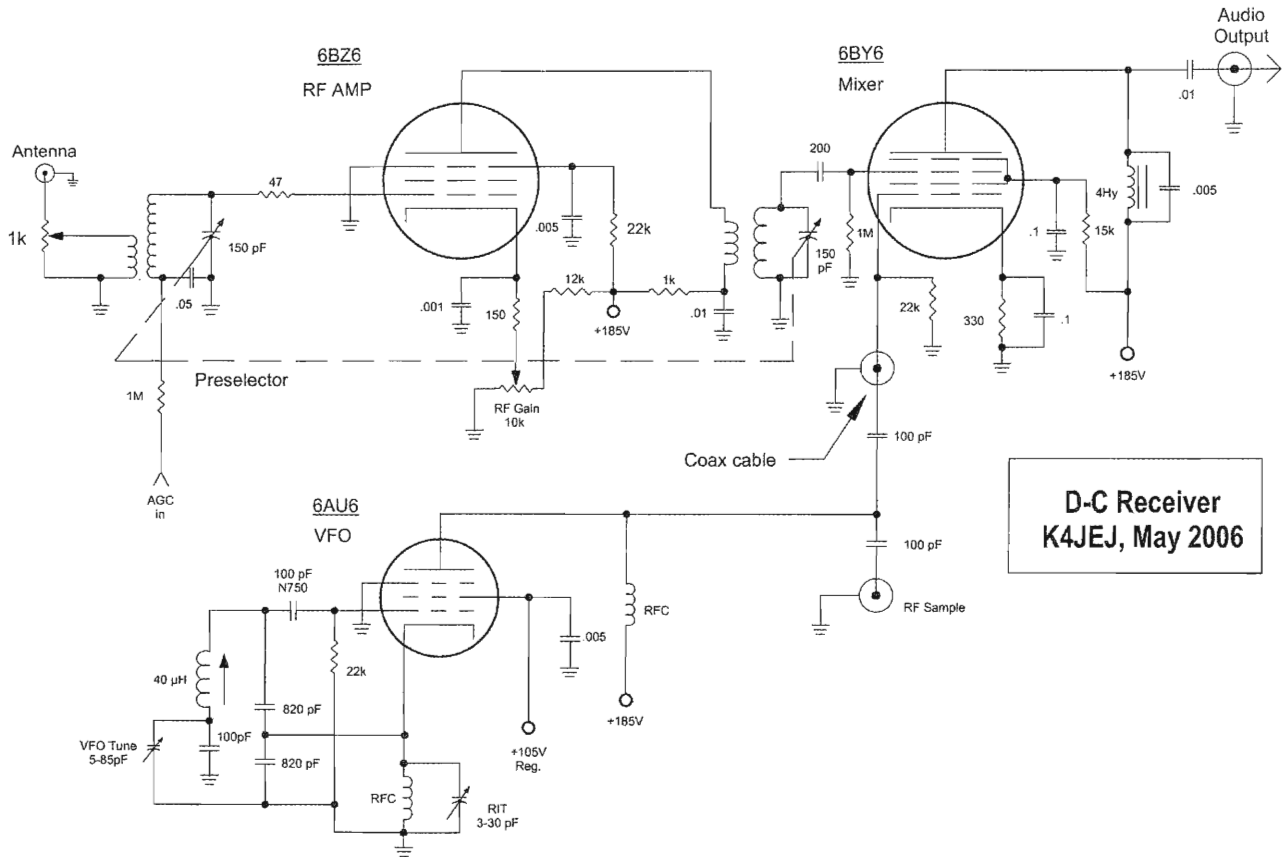 6BZ6
RF AMP
6BY6
Mixer
Audio
Output
.01
Antenna
1k
47
150 pF
.05
.005
22k
.001
150
12k
+185V
1k
.01
Preselector
RF Gain
10k
1M
AGC
in
200
1M
150
pF
.1
15k
4Hy
.005
22k
330
.1
+185V
Coax cable
100 pF
100 pF
RF Sample
D-C Receiver
K4JEJ, May 2006
6AU6
VFO
100 pF
N750
22k
40 µH
820 pF
820 pF
VFO Tune
5-85pF
100pF
RFC
RIT
3-30 pF
.005
+105V
Reg.
RFC
+185V